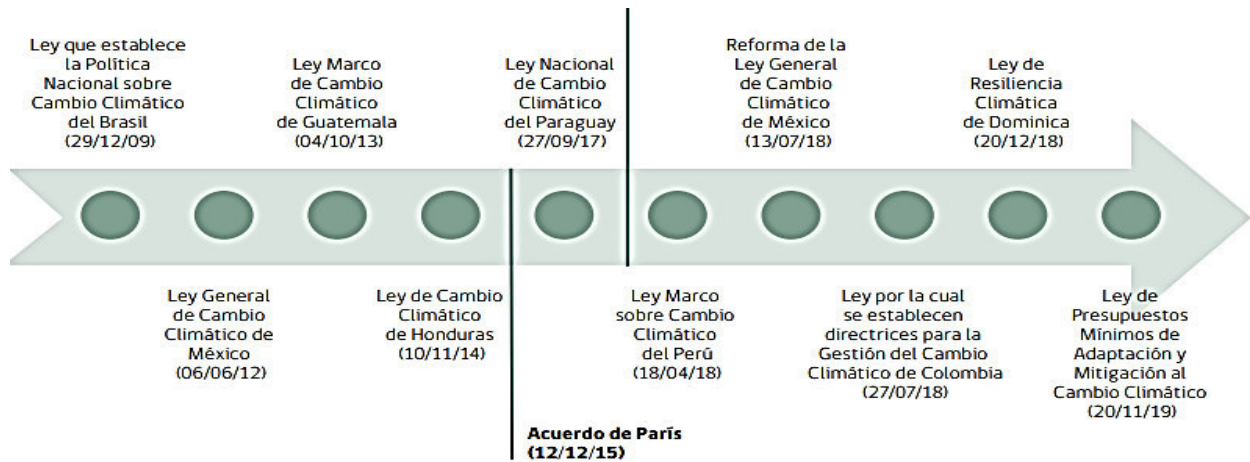 Ley que establece
la Política
Nacional sobre
Cambio Climático
del Brasil
(29/12/09)
Ley Marco
de Cambio
Climático
de Guatemala
(04/10/13)
Ley Nacional
de Cambio
Climático
del Paraguay
(27/09/17)
Reforma de la
Ley General
de Cambio
Climático
de México
(13/07/18)
Ley de
Resiliencia
Climática
de Dominica
(20/12/18)
Ley General
de Cambio
Climático de
México
(06/06/12)
Ley de Cambio
Climático
de Honduras
(10/11/14)
Ley Marco
sobre Cambio
Climático
del Perú
(18/04/18)
Ley por la cual
se establecen
directrices para la
Gestión del Cambio
Climático de Colombia
(27/07/18)
Ley de
Presupuestos
Mínimos de
Adaptación y
Mitigación al
Cambio Climático
(20/11/19)
Acuerdo de París
(12/12/15)